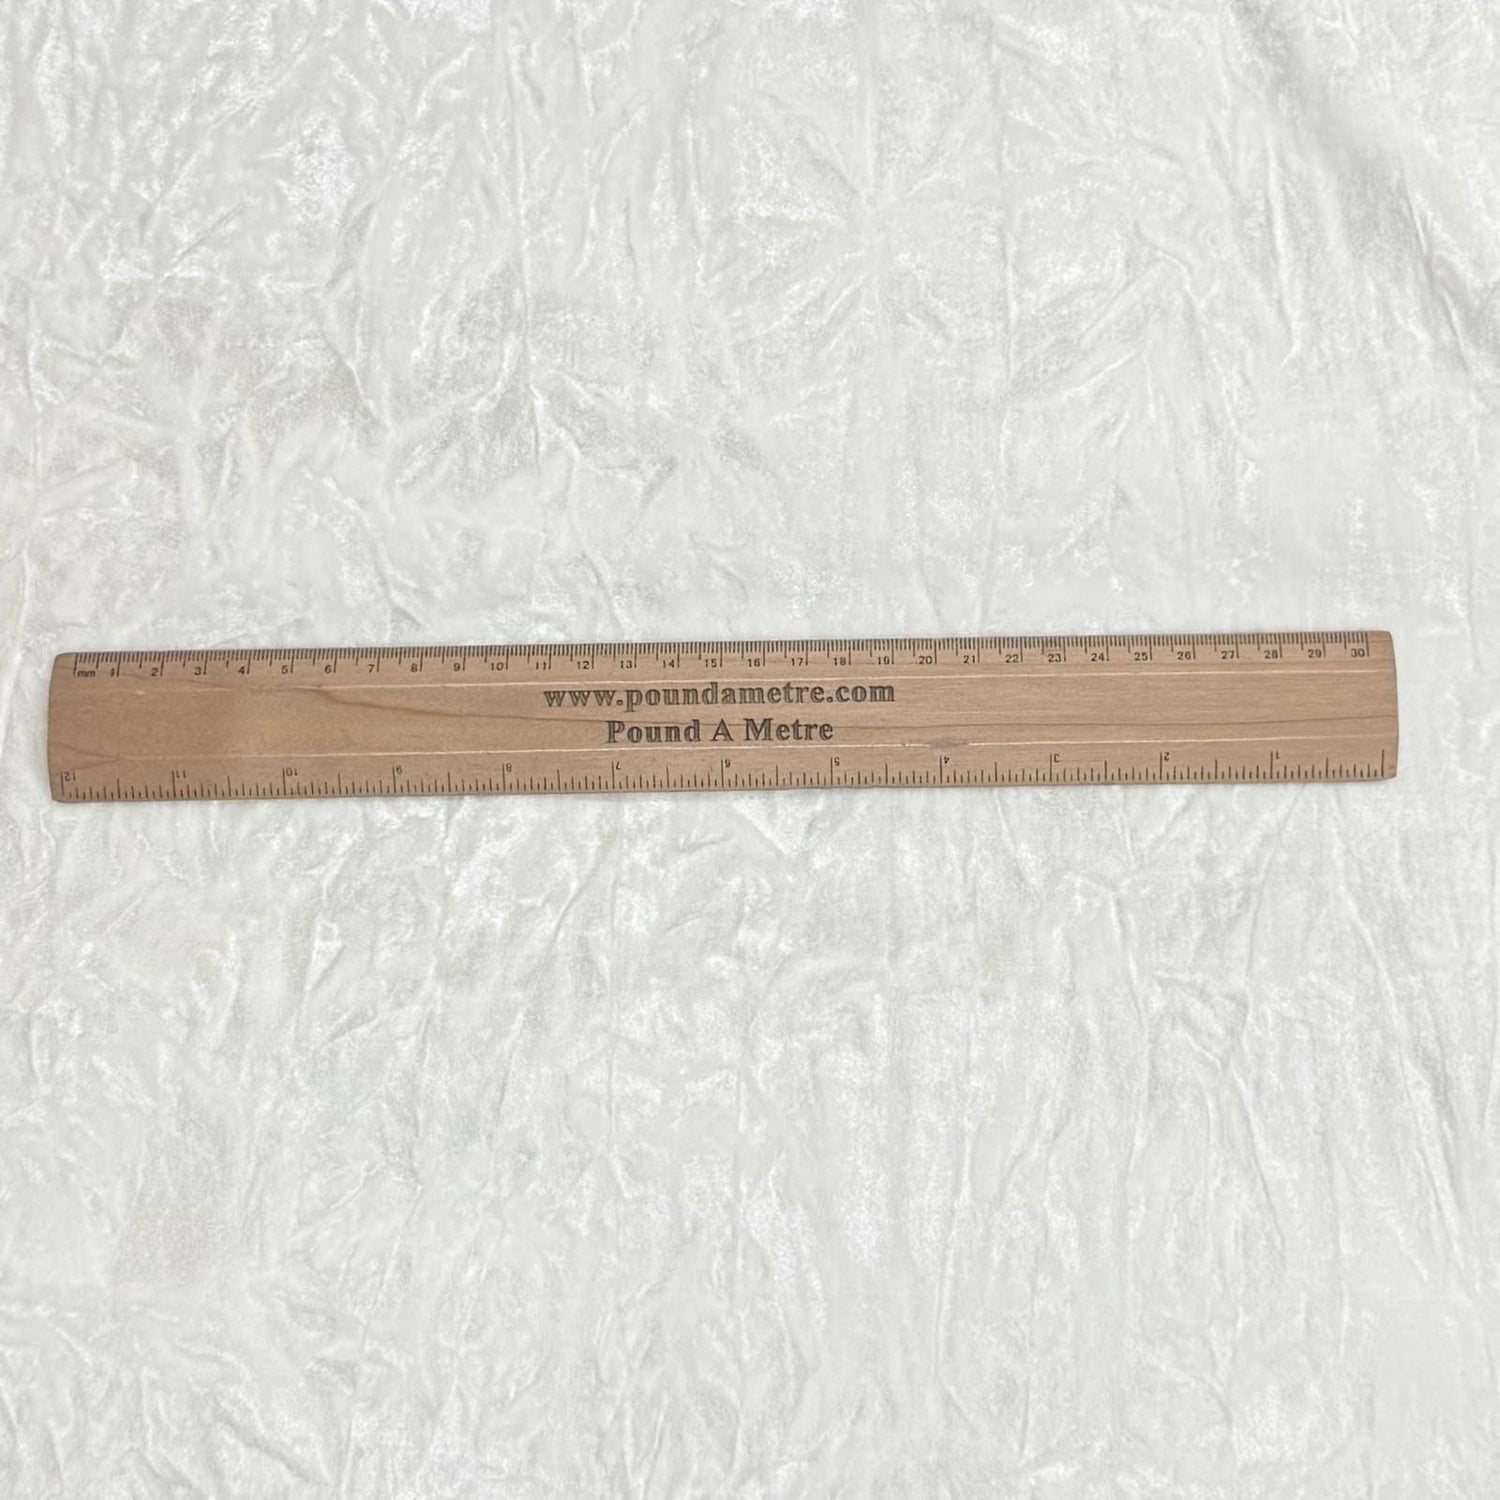 mm 1 2 3 4 5 6 7 8 9 10 11 12 13 14 15 16 17 18 19 20 21 22 23 24 25 26 27 28 29 30
www.poundametre.com
Pound A Metre
12 11 10 9 8 7 6 5 4 3 2 1